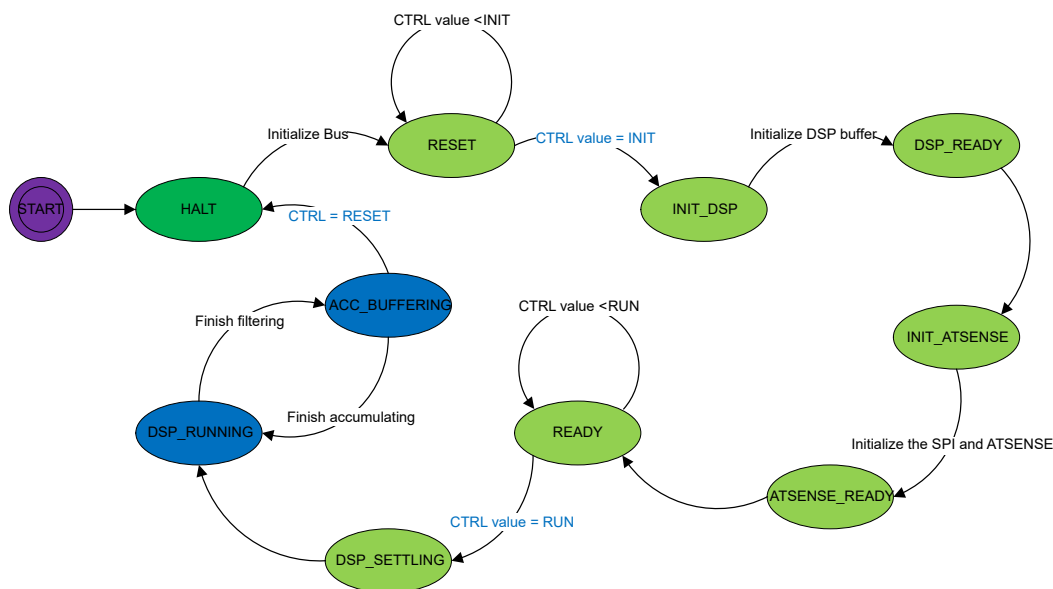 CTRL value <INIT
Initialize Bus
RESET
CTRL value = INIT
Initialize DSP buffer
DSP_READY
START
HALT
INIT_DSP
CTRL = RESET
ACC_BUFFERING
CTRL value <RUN
Finish filtering
INIT_ATSENSE
Finish accumulating
DSP_RUNNING
READY
Initialize the SPI and ATSENSE
ATSENSE_READY
CTRL value = RUN
DSP_SETTLING